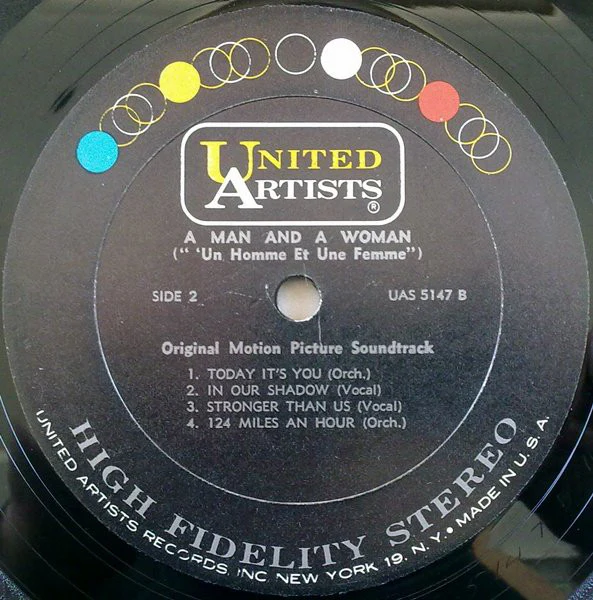 UNITED
ARTISTS ®
A MAN AND A WOMAN
(" 'Un Homme Et Une Femme")
SIDE 2
UAS 5147 B
Original Motion Picture Soundtrack
1. TODAY IT'S YOU (Orch.)
2. IN OUR SHADOW (Vocal)
3. STRONGER THAN US (Vocal)
4. 124 MILES AN HOUR (Orch.)
HIGH FIDELITY STEREO
UNITED ARTISTS RECORDS, INC. NEW YORK 19, N.Y. • MADE IN U.S.A.